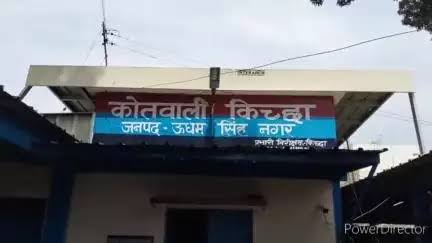 कोतवाली किच्छा
जनपद - ऊधम सिंह नगर
प्रभारी निरीक्षक-किच्छा
PowerDirector